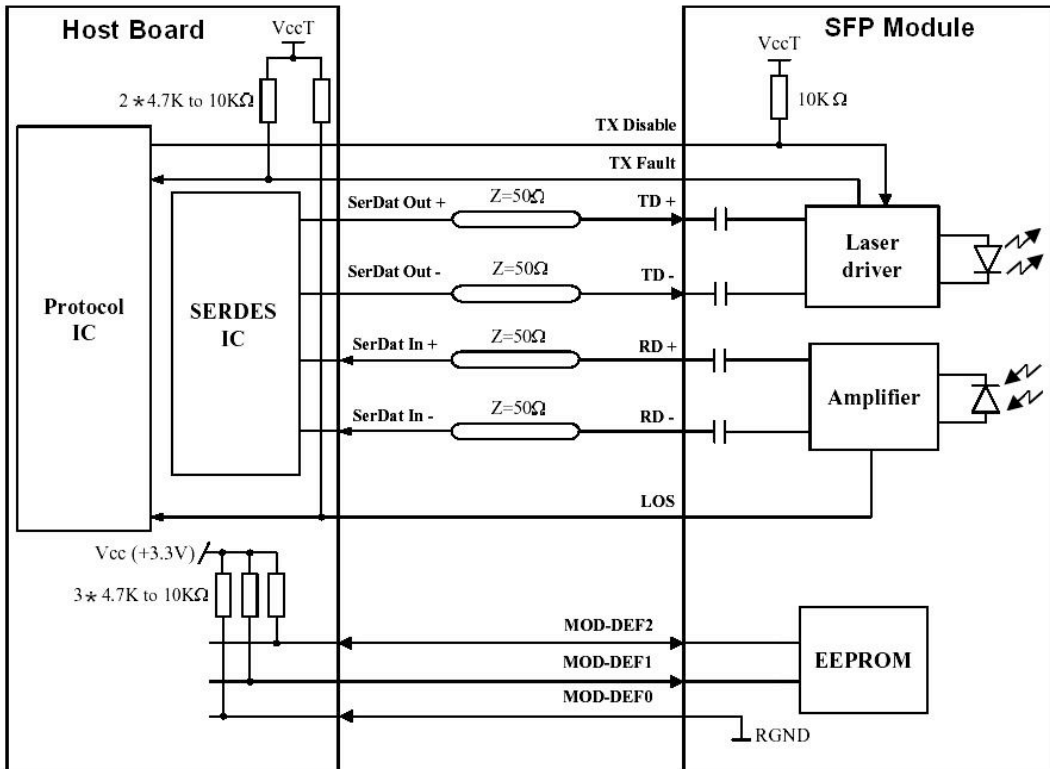 Host Board
SFP Module
VccT
VccT
2*4.7K to 10KΩ
10KΩ
TX Disable
TX Fault
SerDat Out +
Z=50Ω
TD +
Laser
driver
SerDat Out -
Z=50Ω
TD -
Protocol
IC
SERDES
IC
SerDat In +
Z=50Ω
RD +
SerDat In -
Z=50Ω
RD -
Amplifier
LOS
Vcc (+3.3V)
3*4.7K to 10KΩ
MOD-DEF2
MOD-DEF1
MOD-DEF0
EEPROM
RGND